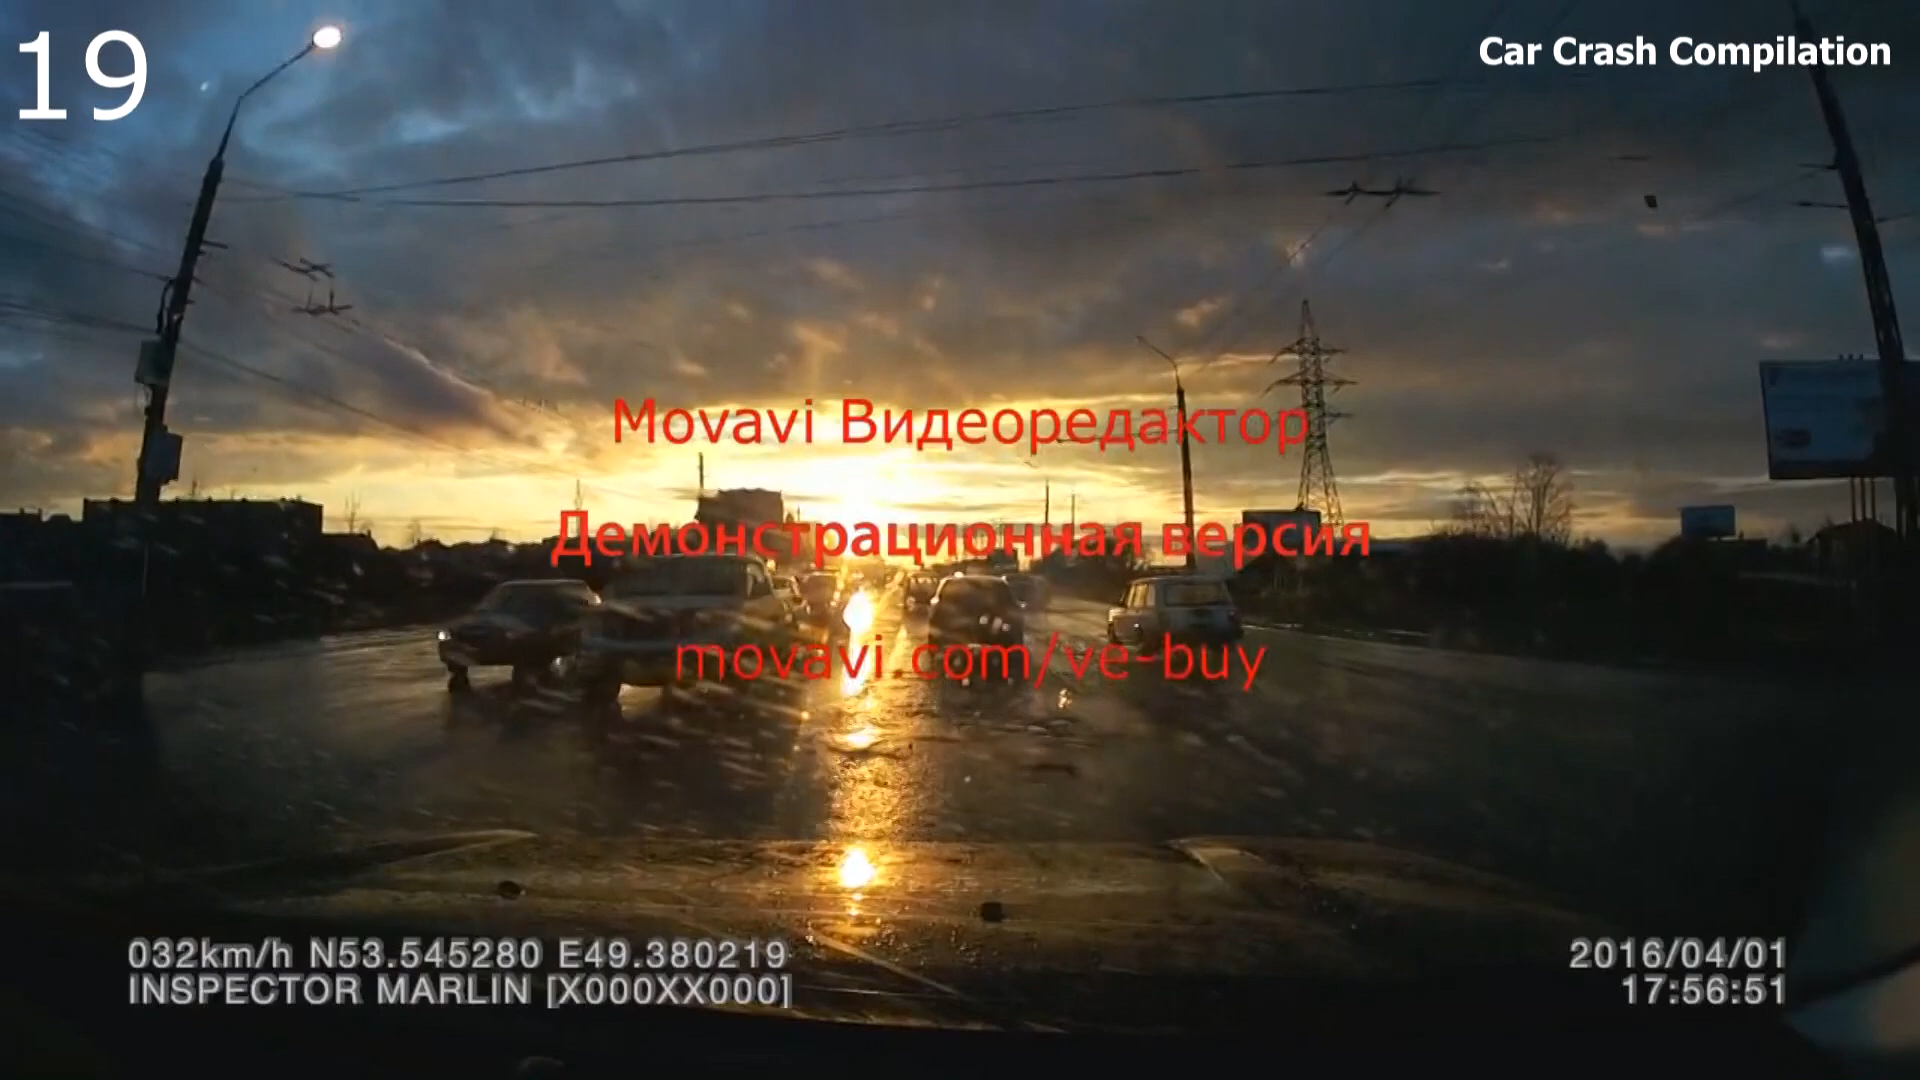 19
Car Crash Compilation
Movavi Видеоредактор
Демонстрационная версия
movavi.com/ve-buy
032km/h N53.545280 E49.380219
INSPECTOR MARLIN [X000XX000]
2016/04/01
17:56:51